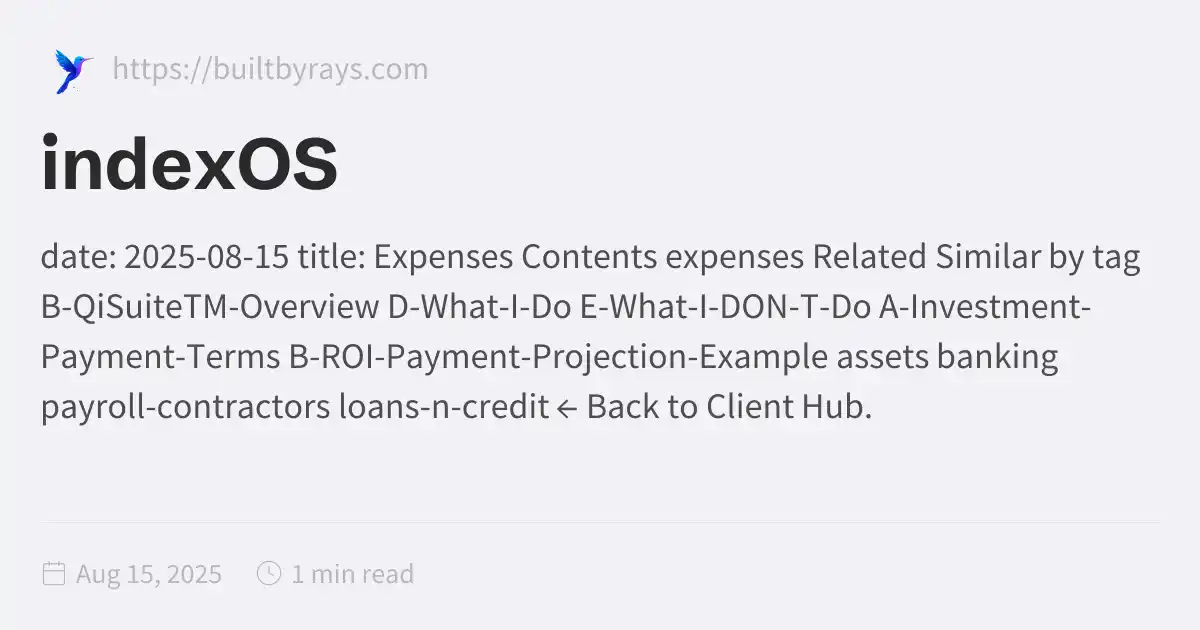 https://builtbyrays.com
indexOS
date: 2025-08-15 title: Expenses Contents expenses Related Similar by tag
B-QiSuiteTM-Overview D-What-I-Do E-What-I-DON-T-Do A-Investment-
Payment-Terms B-ROI-Payment-Projection-Example assets banking
payroll-contractors loans-n-credit ← Back to Client Hub.
Aug 15, 2025 1 min read